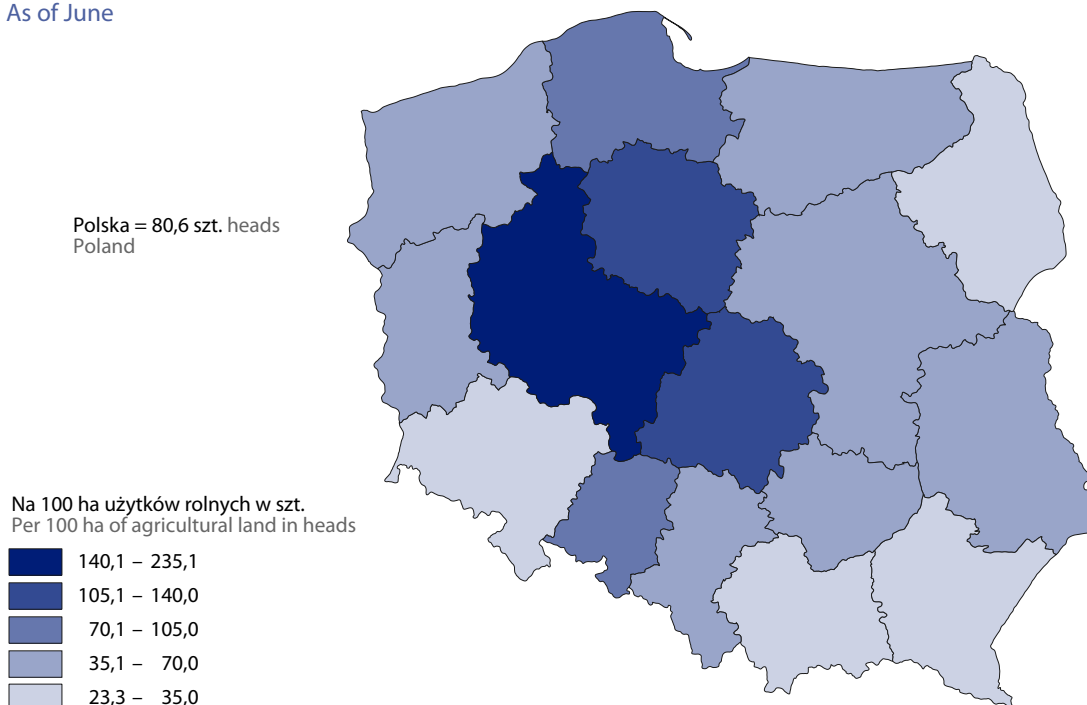 As of June
Polska = 80,6 szt. heads
Poland
Na 100 ha użytków rolnych w szt.
Per 100 ha of agricultural land in heads
140,1 – 235,1
105,1 – 140,0
70,1 – 105,0
35,1 – 70,0
23,3 – 35,0